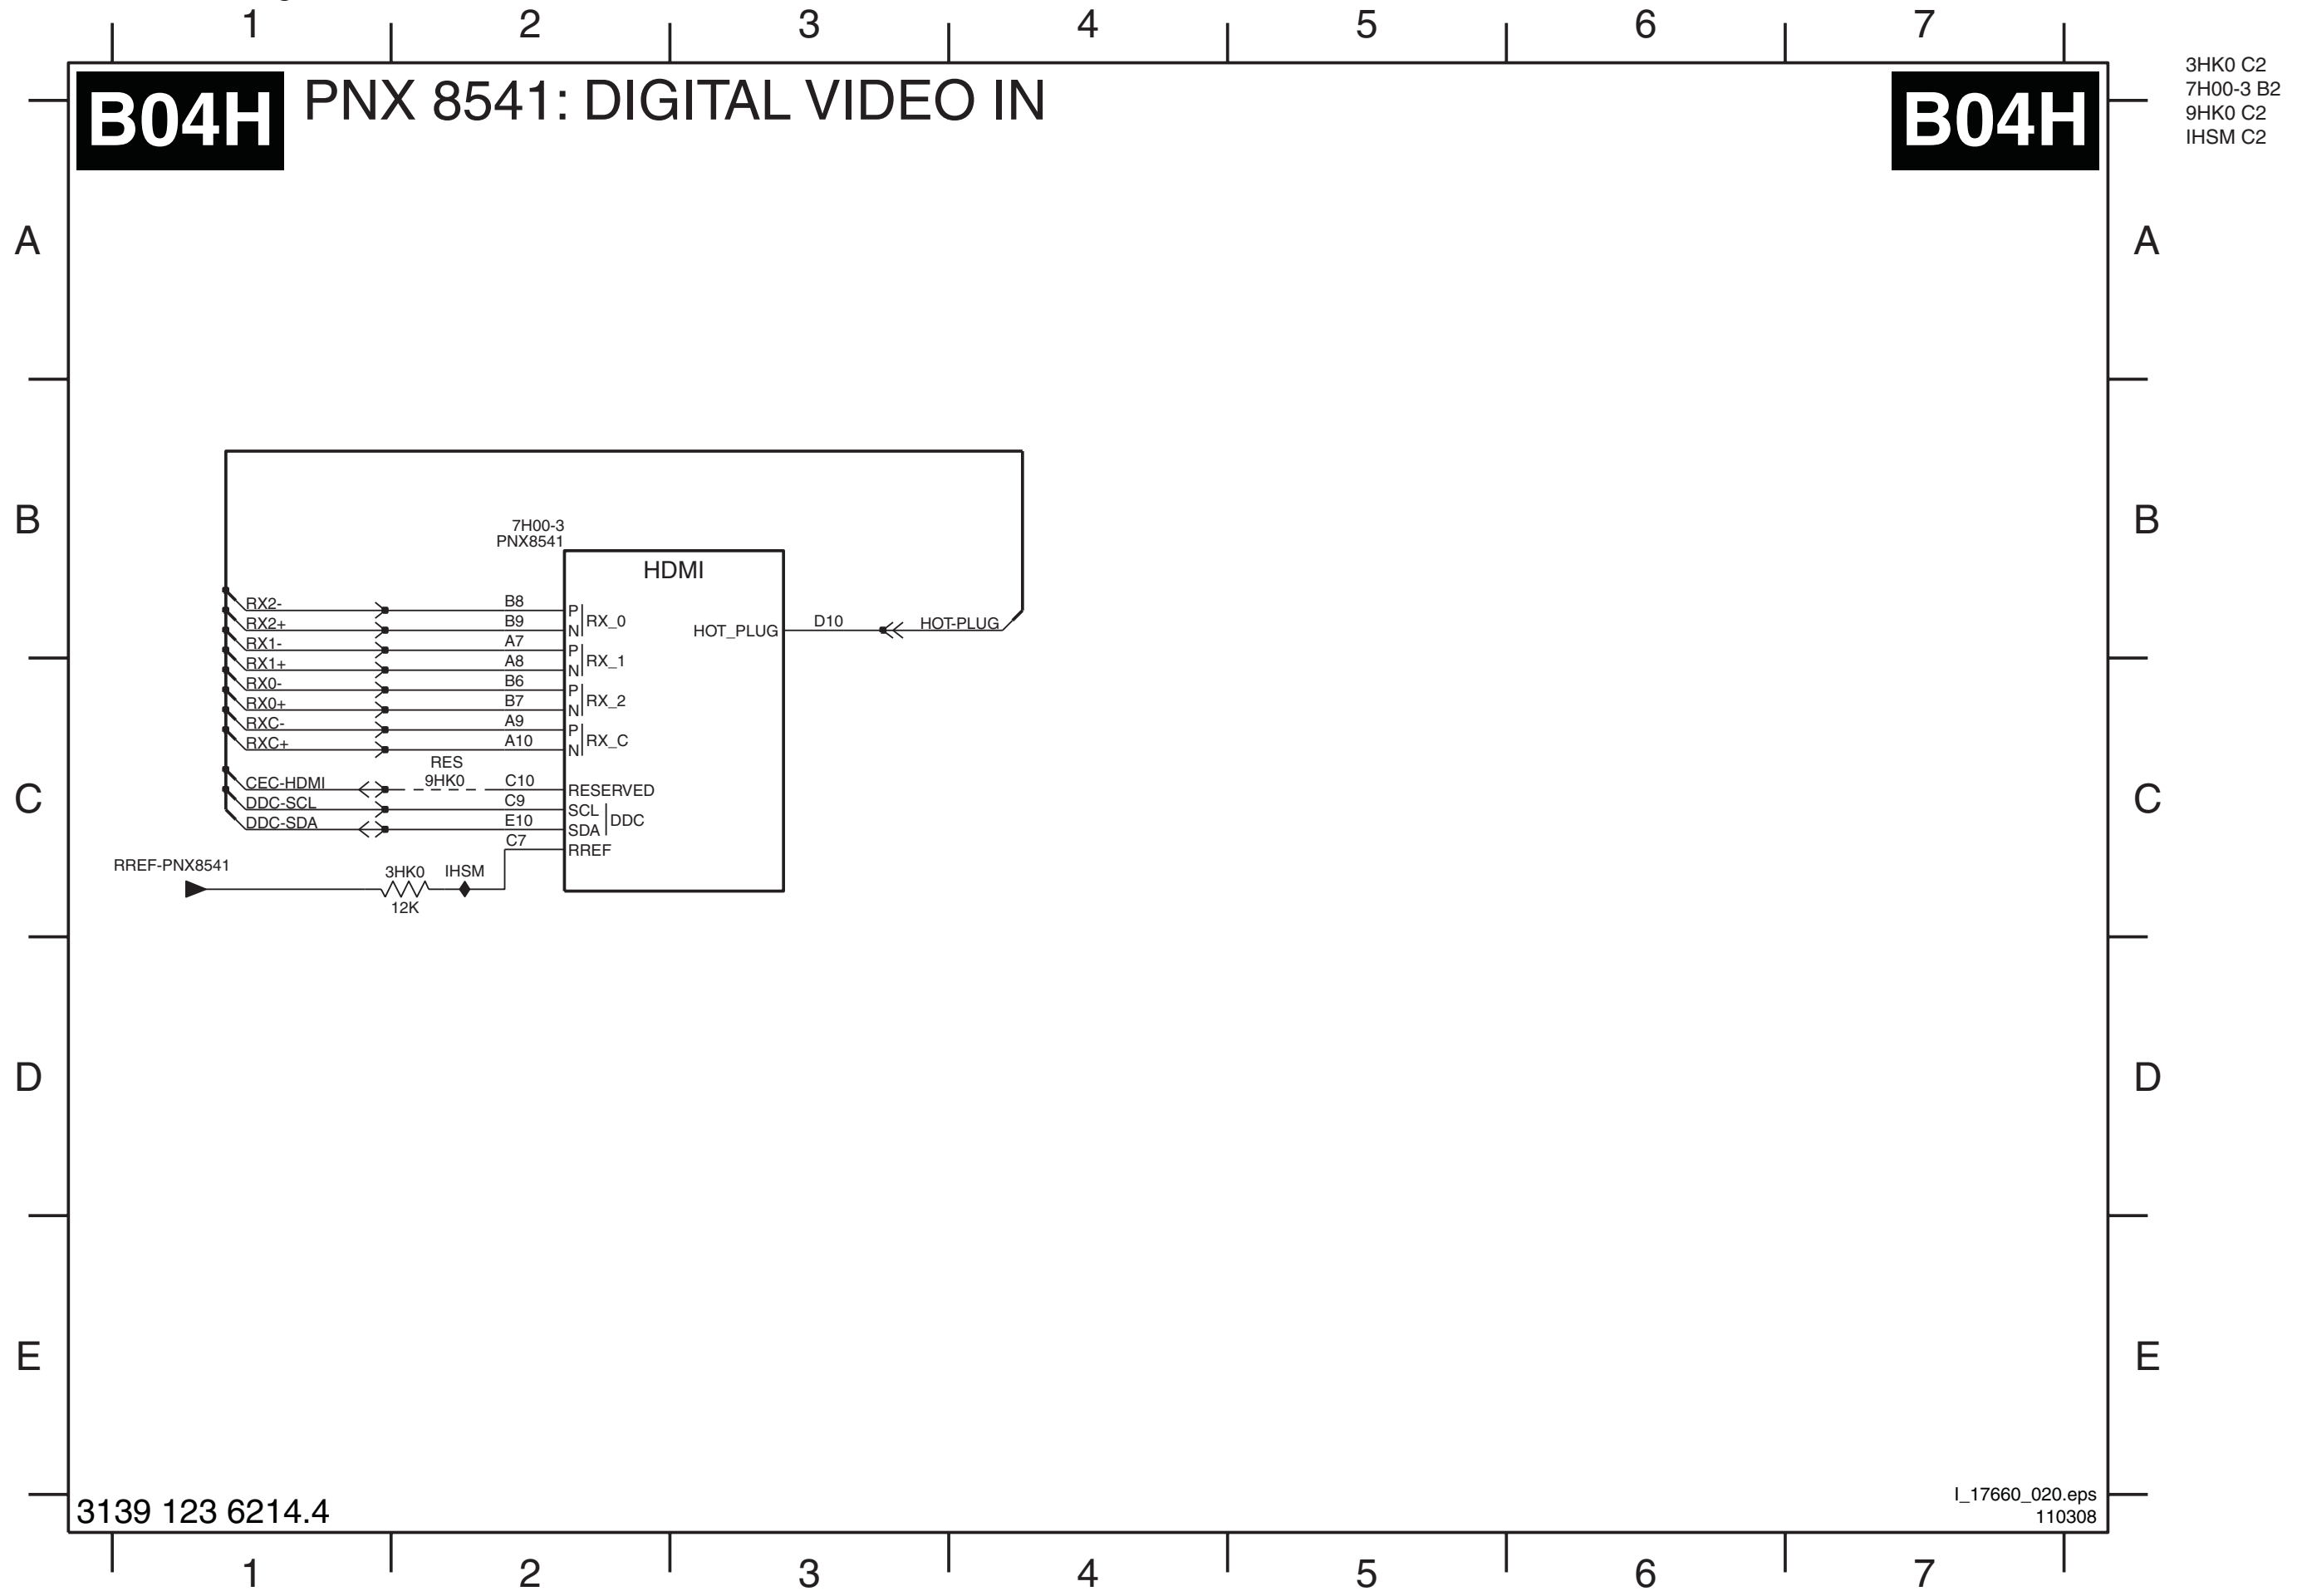 1 2 3 4 5 6 7
B04H PNX 8541: DIGITAL VIDEO IN B04H
3HK0 C2
7H00-3 B2
9HK0 C2
IHSM C2
A A
B B
7H00-3
PNX8541
HDMI
RX2- B8 P RX_0
RX2+ B9 N
HOT_PLUG D10 HOT-PLUG
RX1- A7 P RX_1
RX1+ A8 N
RX0- B6 P RX_2
RX0+ B7 N
RXC- A9 P RX_C
RXC+ A10 N
RES
CEC-HDMI 9HK0 C10 RESERVED
C C
DDC-SCL C9 SCL DDC
DDC-SDA E10 SDA
C7 RREF
RREF-PNX8541
3HK0 IHSM
12K
D D
E E
3139 123 6214.4
I_17660_020.eps
110308
1 2 3 4 5 6 7